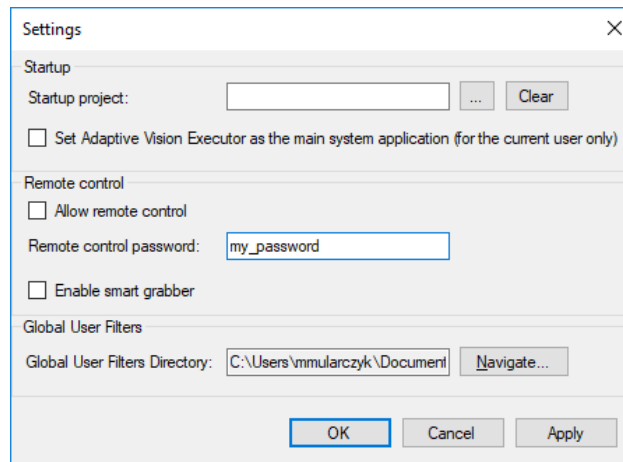 Settings
Startup
Startup project: ... Clear
Set Adaptive Vision Executor as the main system application (for the current user only)
Remote control
Allow remote control
Remote control password: my_password
Enable smart grabber
Global User Filters
Global User Filters Directory: C:\Users\mmularczyk\Document Navigate...
OK Cancel Apply